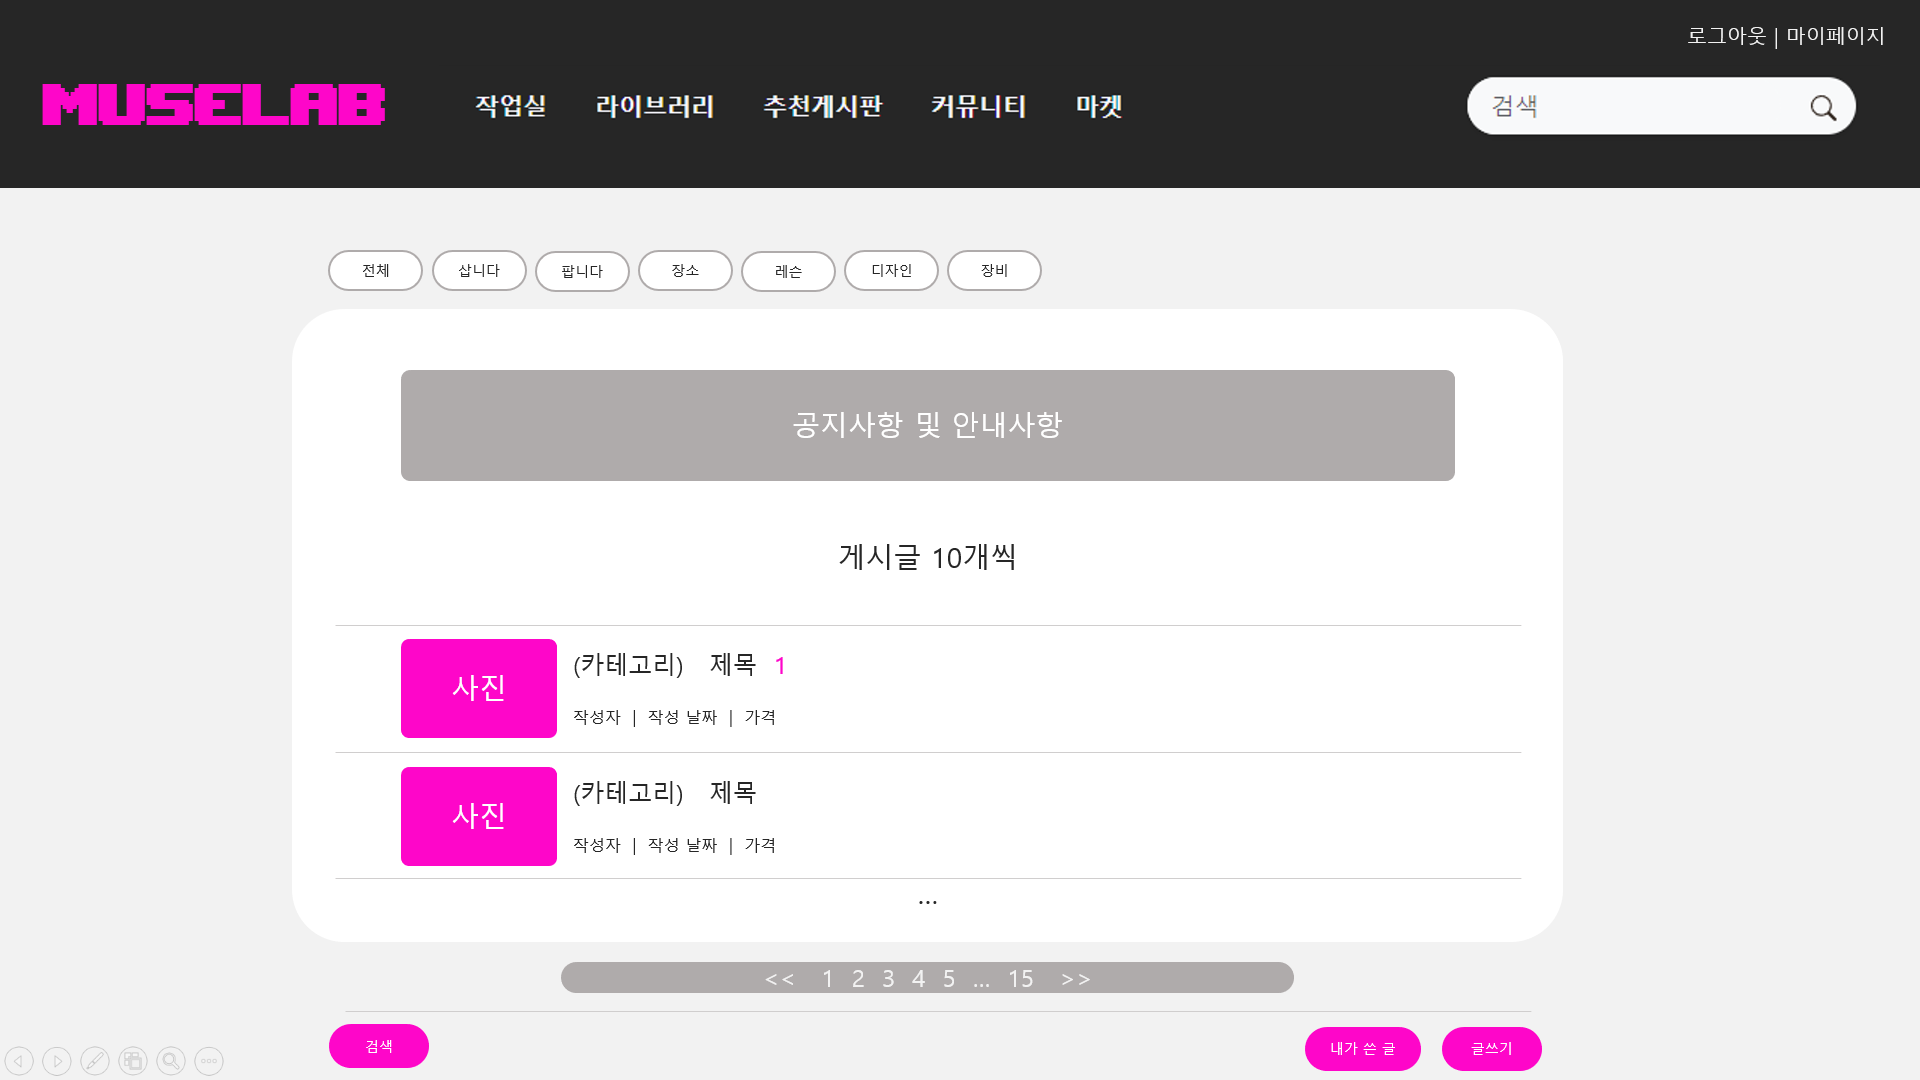 로그아웃 | 마이페이지
MUSELAB 작업실 라이브러리 추천게시판 커뮤니티 마켓 검색
전체 삽니다 팝니다 장소 레슨 디자인 장비
공지사항 및 안내사항
게시글 10개씩
사진 (카테고리) 제목 1
작성자 | 작성 날짜 | 가격
사진 (카테고리) 제목
작성자 | 작성 날짜 | 가격
...
<< 1 2 3 4 5 ... 15 >>
검색 내가 쓴 글 글쓰기